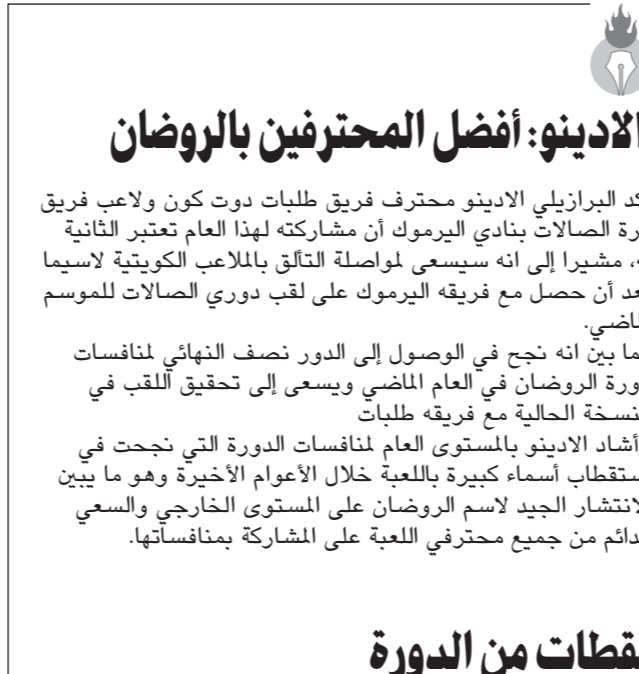 الادينو: أفضل المحترفين بالروضان
كد البرازيلي الادينو محترف فريق طلبات دوت كون ولاعب فريق
رة الصالات بنادي اليرموك أن مشاركته لهذا العام تعتبر الثانية
ه، مشيرا إلى انه سيسعى لمواصلة التألق بالملاعب الكويتية لاسيما
عد أن حصل مع فريقه اليرموك على لقب دوري الصالات للموسم
لماضي.
ما بين انه نجح في الوصول إلى الدور نصف النهائي لمنافسات
ورة الروضان في العام الماضي ويسعى إلى تحقيق اللقب في
نسخة الحالية مع فريقه طلبات
أشاد الادينو بالمستوى العام لمنافسات الدورة التي نجحت في
ستقطاب أسماء كبيرة باللعبة خلال الأعوام الأخيرة وهو ما يبين
لانتشار الجيد لاسم الروضان على المستوى الخارجي والسعي
دائم من جميع محترفي اللعبة على المشاركة بمنافساتها.
قطات من الدورة